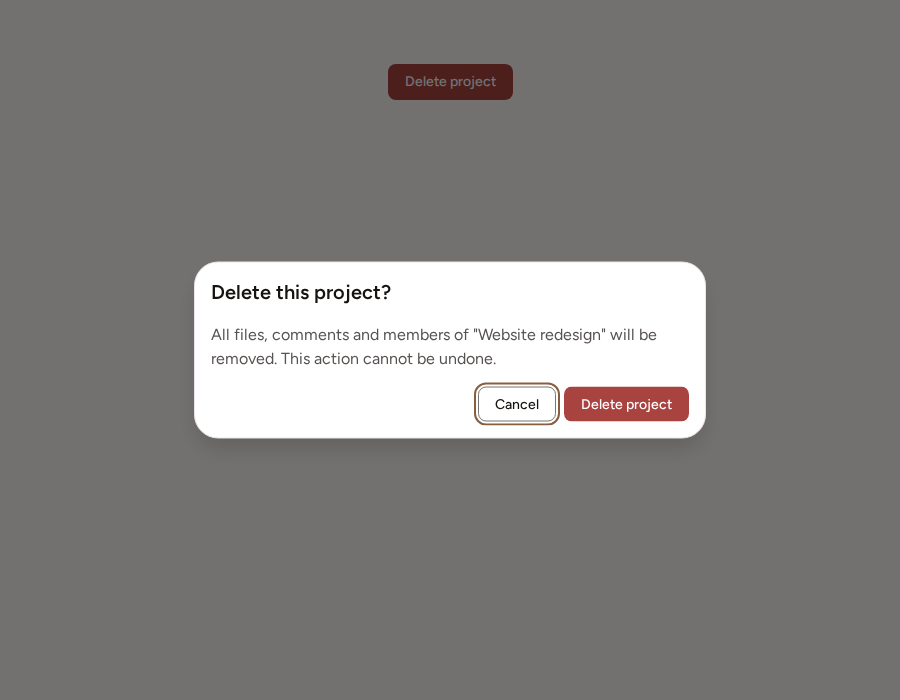 Delete project
Delete this project?
All files, comments and members of "Website redesign" will be
removed. This action cannot be undone.
Cancel
Delete project